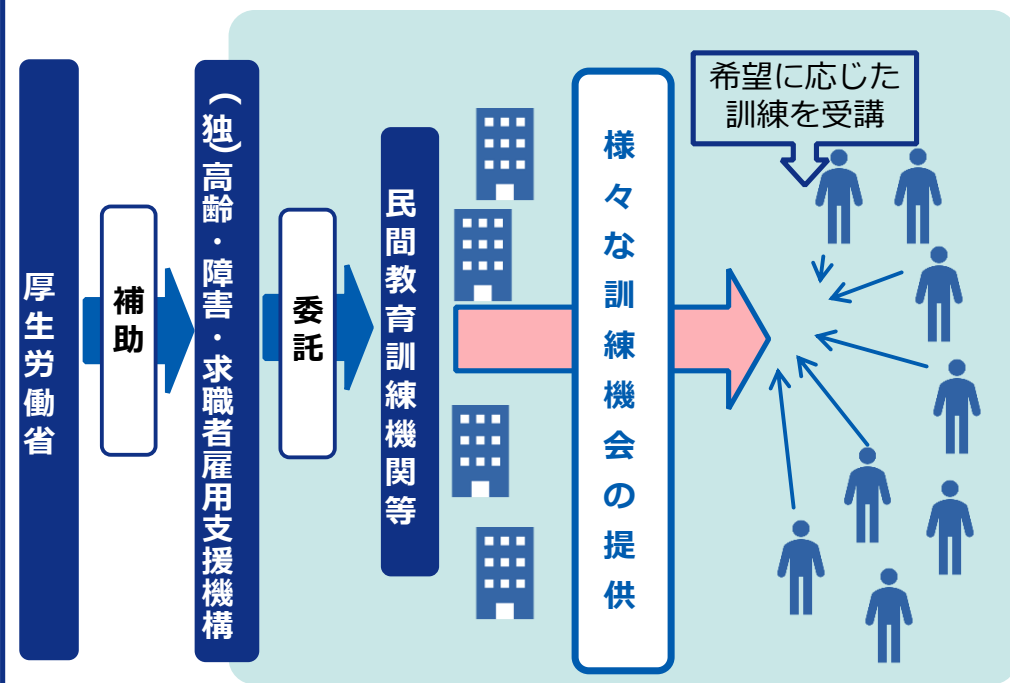 厚生労働省
補助
（独）高齢・障害・求職者雇用支援機構
委託
民間教育訓練機関等
様々な訓練機会の提供
希望に応じた
訓練を受講